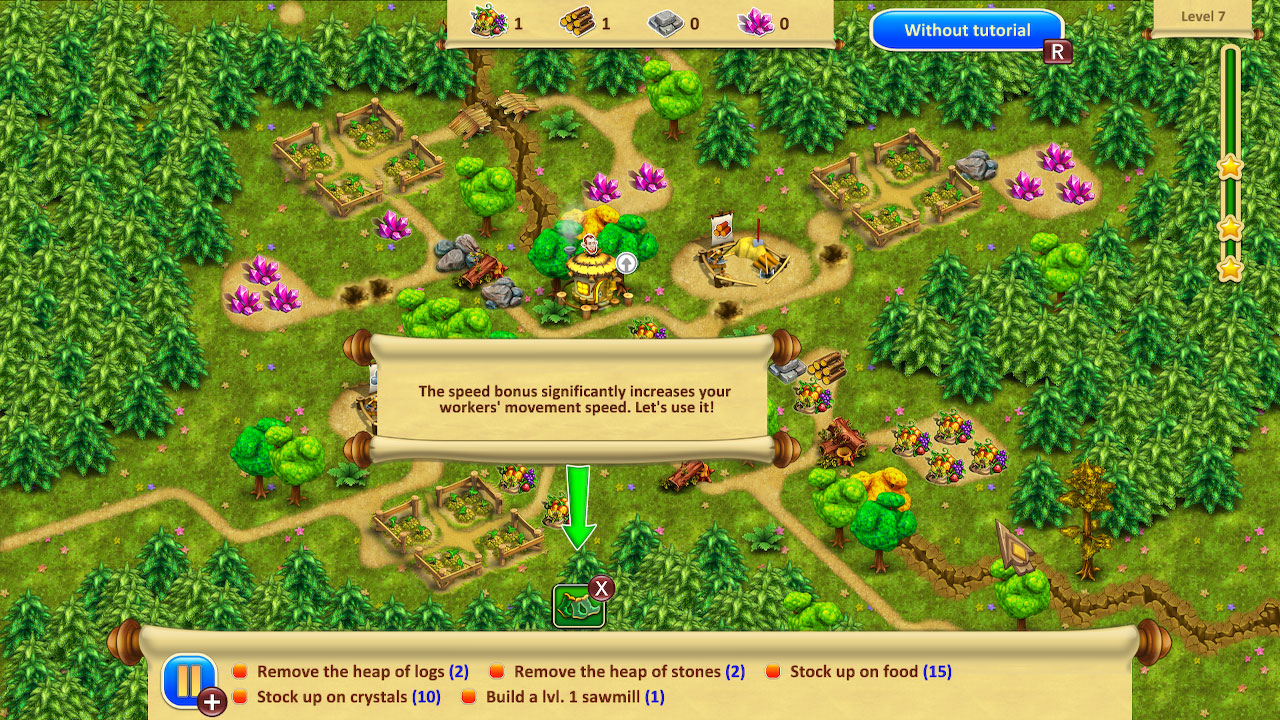 1 1 0 0
Without tutorial
R
Level 7
The speed bonus significantly increases your
workers' movement speed. Let's use it!
X
Remove the heap of logs (2) Remove the heap of stones (2) Stock up on food (15)
Stock up on crystals (10) Build a lvl. 1 sawmill (1)